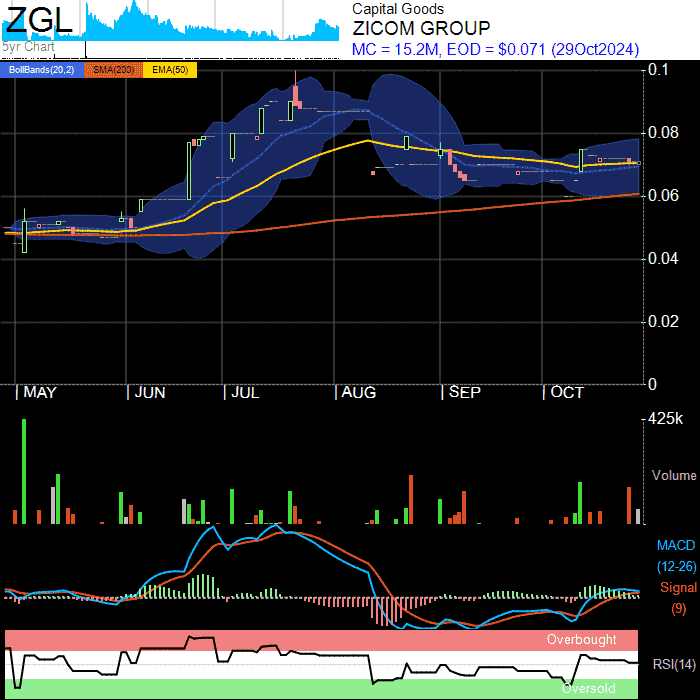 ZGL
5yr Chart
Capital Goods
ZICOM GROUP
MC = 15.2M, EOD = $0.071 (29Oct2024)
BollBands(20,2) SMA(200) EMA(50)
0.1
0.08
0.06
0.04
0.02
0
MAY JUN JUL AUG SEP OCT
425k
Volume
MACD
(12-26)
Signal
(9)
Overbought
RSI(14)
Oversold